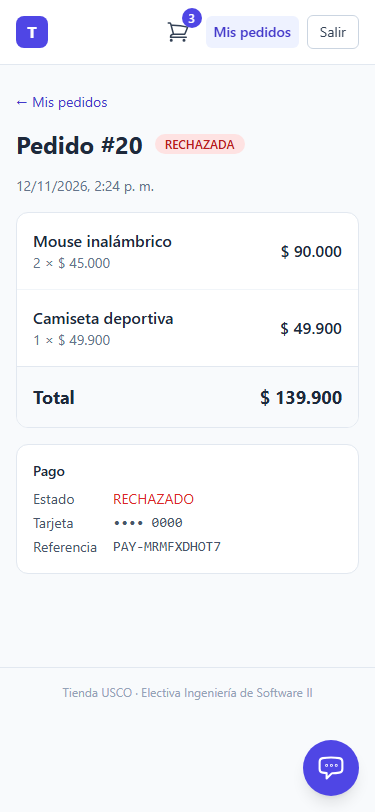 T
3
Mis pedidos
Salir
← Mis pedidos
Pedido #20
RECHAZADA
12/11/2026, 2:24 p. m.
Mouse inalámbrico
2 × $ 45.000
$ 90.000
Camiseta deportiva
1 × $ 49.900
$ 49.900
Total
$ 139.900
Pago
Estado RECHAZADO
Tarjeta •••• 0000
Referencia PAY-MRMFXDHOT7
Tienda USCO · Electiva Ingeniería de Software II